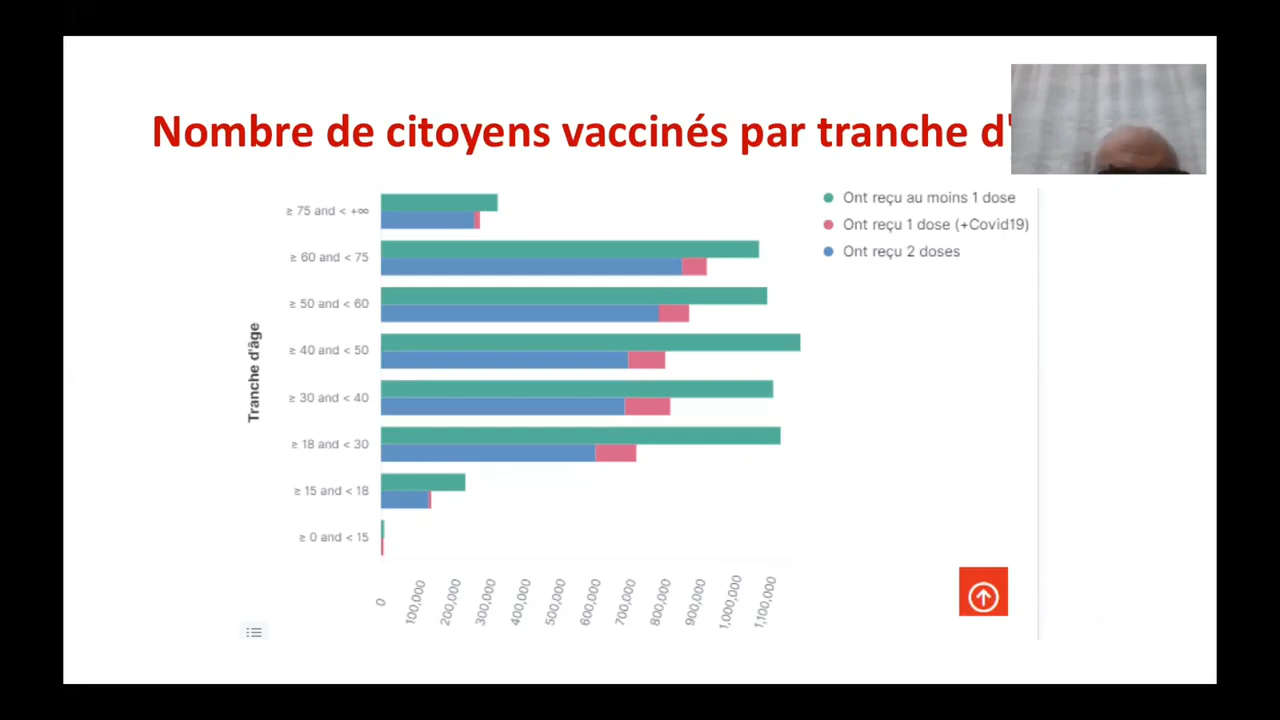 Nombre de citoyens vaccinés par tranche d'
Ont reçu au moins 1 dose
Ont reçu 1 dose (+Covid19)
Ont reçu 2 doses
Tranche d'âge
≥ 75 and < +∞
≥ 60 and < 75
≥ 50 and < 60
≥ 40 and < 50
≥ 30 and < 40
≥ 18 and < 30
≥ 15 and < 18
≥ 0 and < 15
0
100,000
200,000
300,000
400,000
500,000
600,000
700,000
800,000
900,000
1,000,000
1,100,000